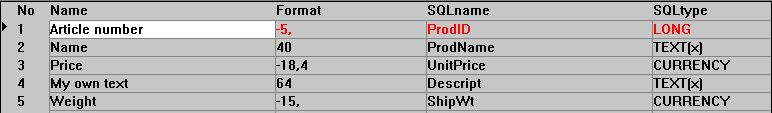 No Name Format SQLname SQLtype
1 Article number -5, ProdID LONG
2 Name 40 ProdName TEXT(x)
3 Price -18,4 UnitPrice CURRENCY
4 My own text 64 Descript TEXT(x)
5 Weight -15, ShipWt CURRENCY